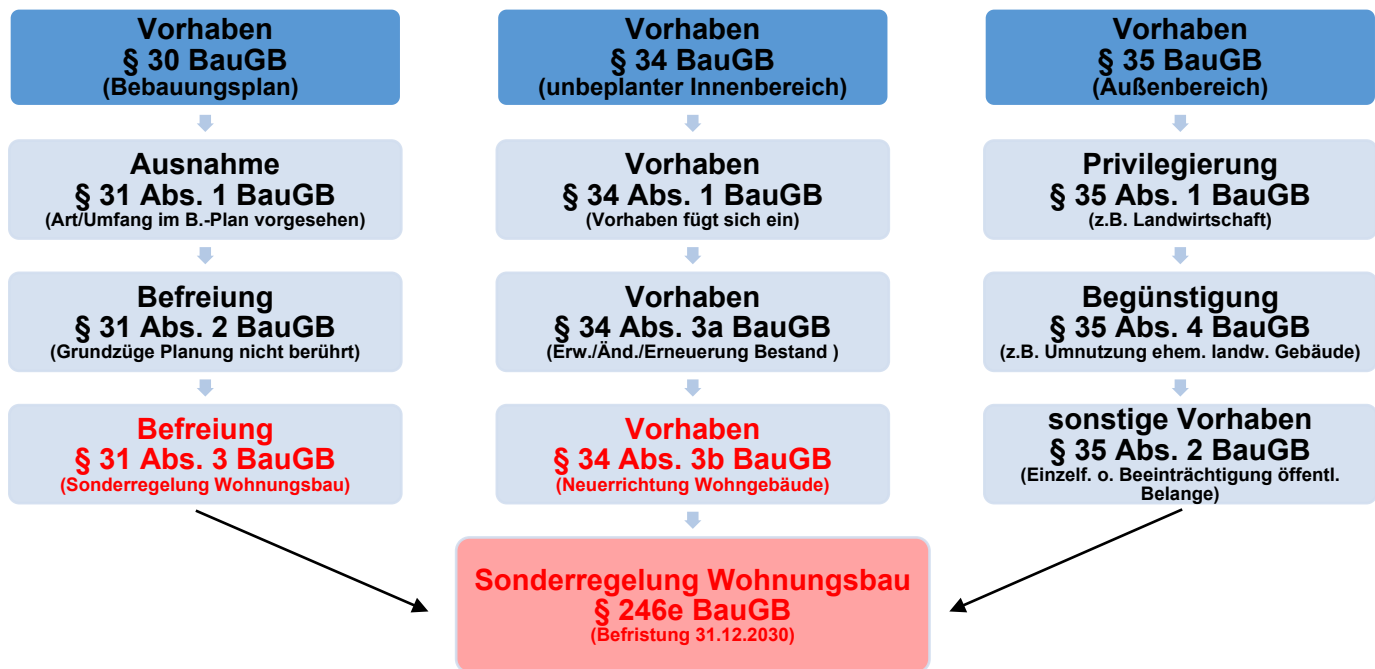 Vorhaben
§ 30 BauGB
(Bebauungsplan)
Ausnahme
§ 31 Abs. 1 BauGB
(Art/Umfang im B.-Plan vorgesehen)
Befreiung
§ 31 Abs. 2 BauGB
(Grundzüge Planung nicht berührt)
Befreiung
§ 31 Abs. 3 BauGB
(Sonderregelung Wohnungsbau)
Vorhaben
§ 34 BauGB
(unbeplanter Innenbereich)
Vorhaben
§ 34 Abs. 1 BauGB
(Vorhaben fügt sich ein)
Vorhaben
§ 34 Abs. 3a BauGB
(Erw./Änd./Erneuerung Bestand )
Vorhaben
§ 34 Abs. 3b BauGB
(Neuerrichtung Wohngebäude)
Vorhaben
§ 35 BauGB
(Außenbereich)
Privilegierung
§ 35 Abs. 1 BauGB
(z.B. Landwirtschaft)
Begünstigung
§ 35 Abs. 4 BauGB
(z.B. Umnutzung ehem. landw. Gebäude)
sonstige Vorhaben
§ 35 Abs. 2 BauGB
(Einzelf. o. Beeinträchtigung öffentl.
Belange)
Sonderregelung Wohnungsbau
§ 246e BauGB
(Befristung 31.12.2030)